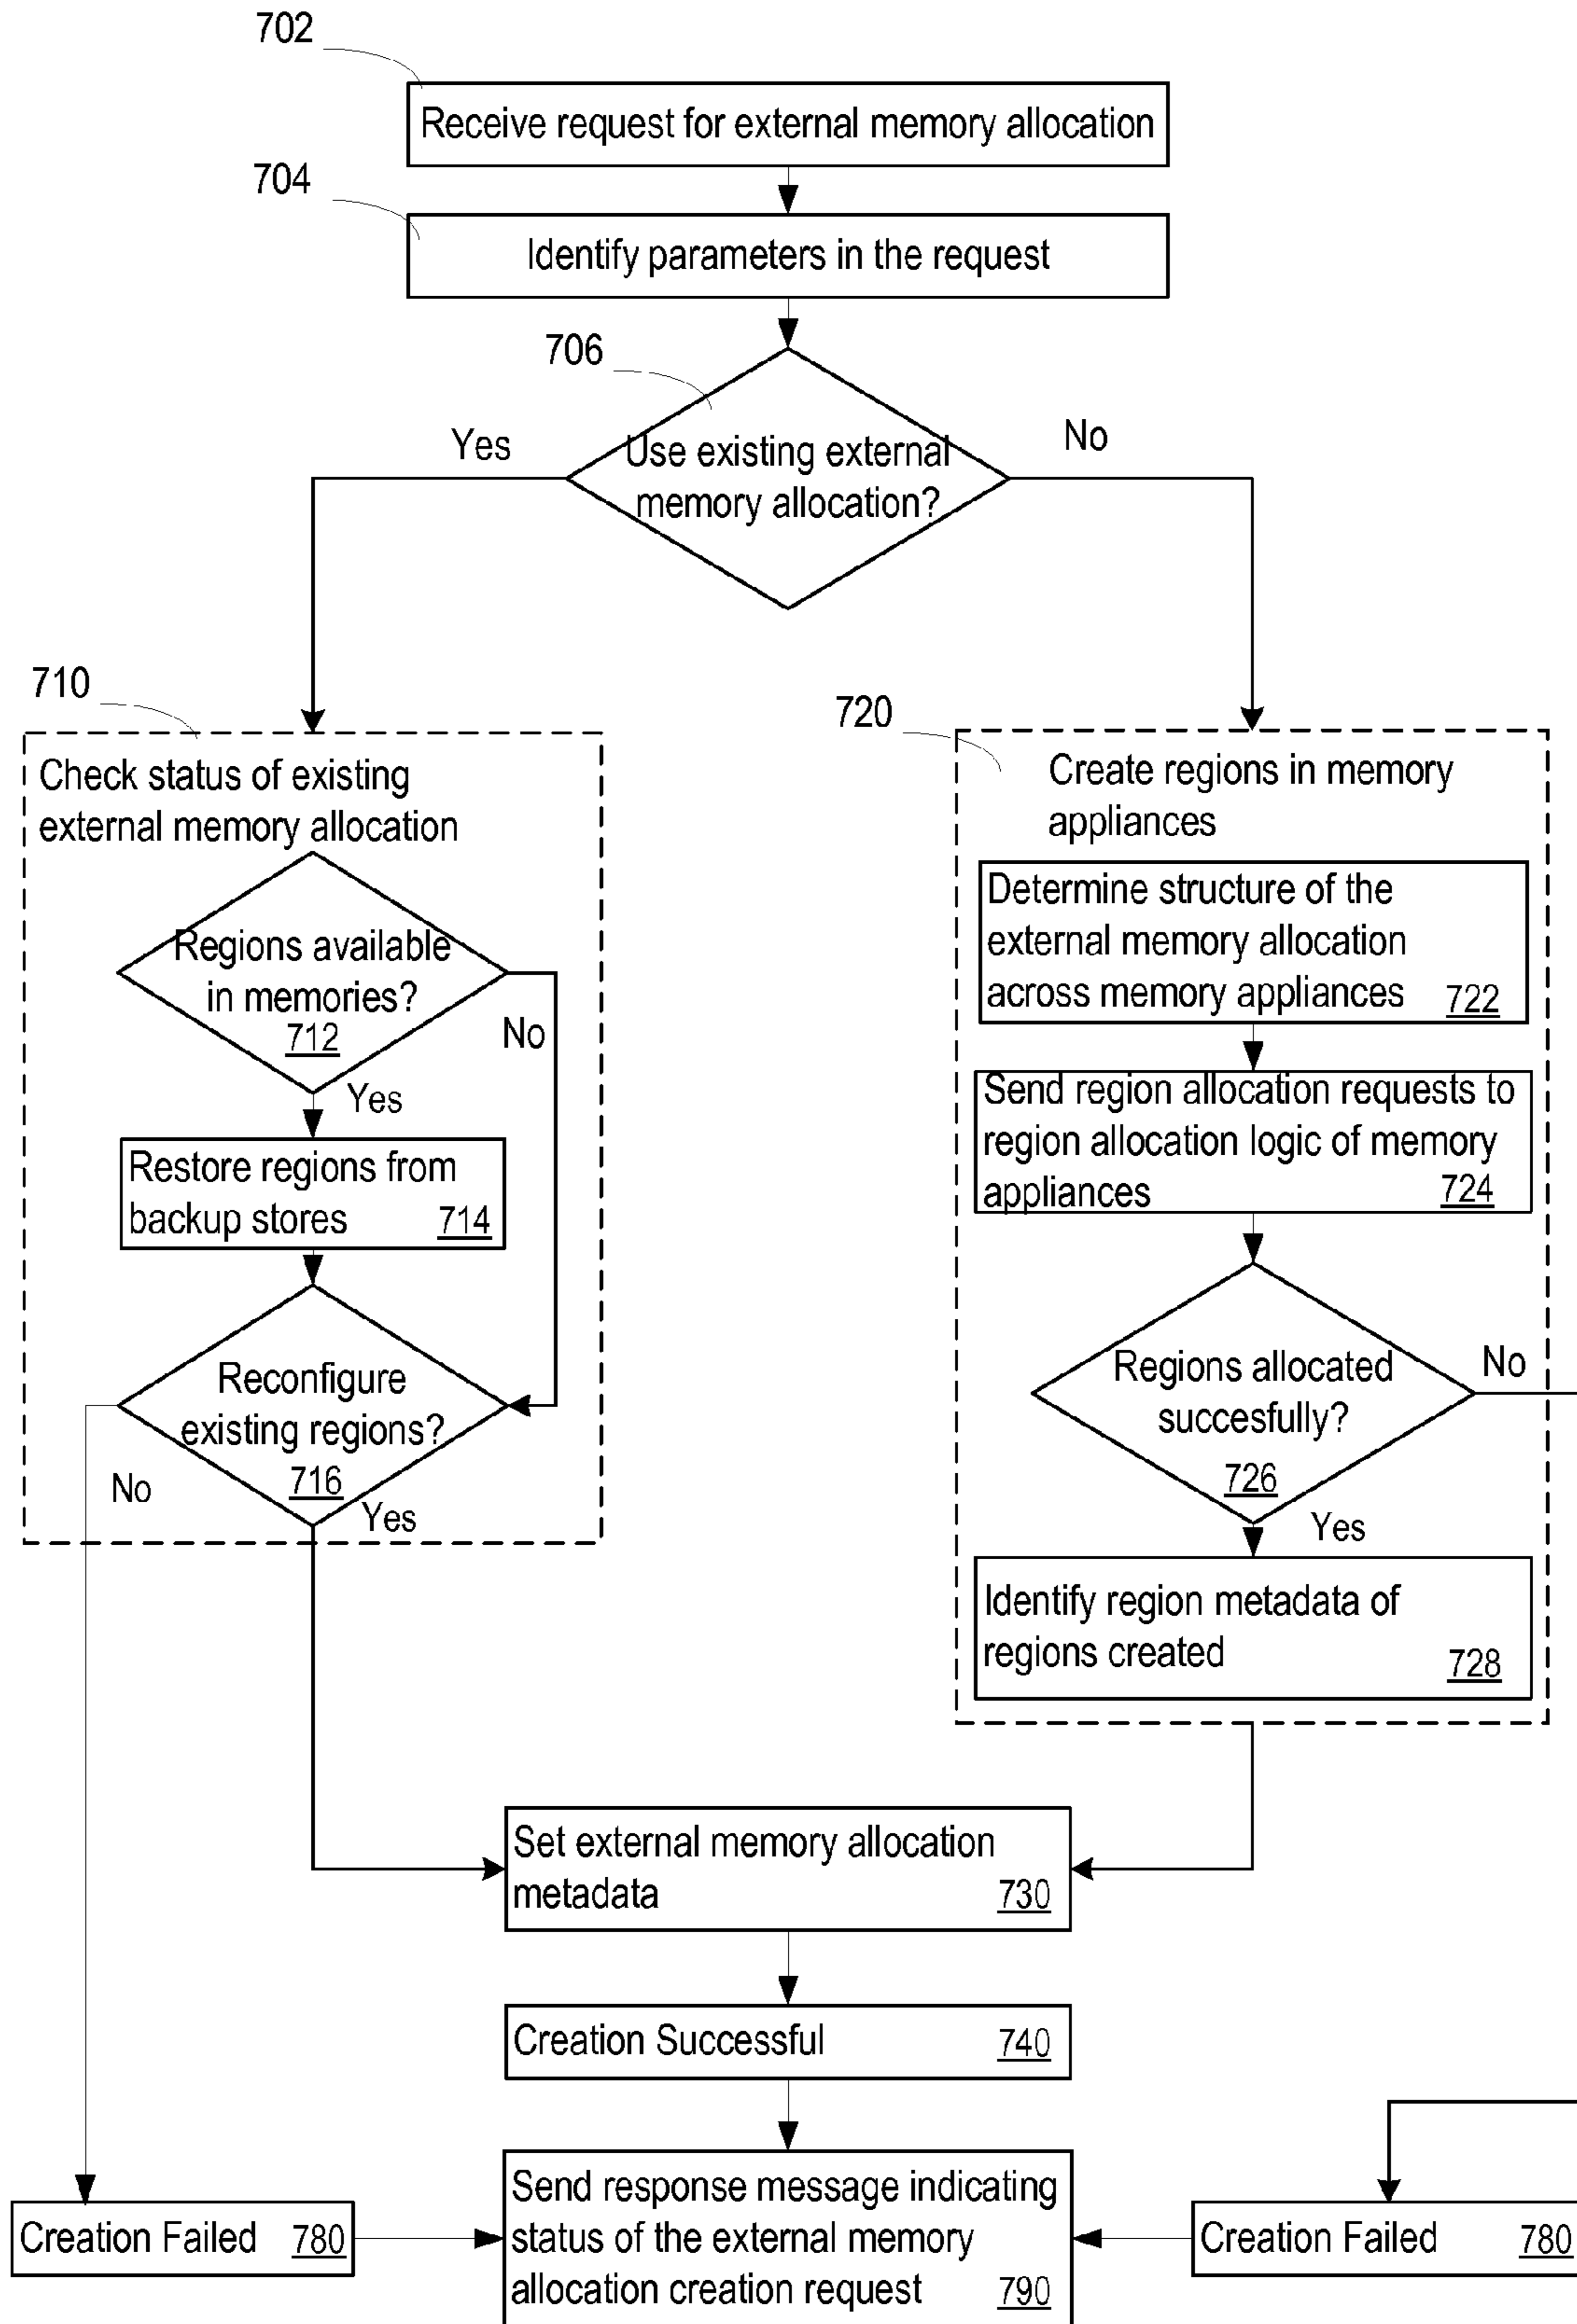 702
Receive request for external memory allocation
704
Identify parameters in the request
706
Use existing external
memory allocation?
Yes
No
710
Check status of existing
external memory allocation
Regions available
in memories?
712
No
Yes
Restore regions from
backup stores 714
Reconfigure
existing regions?
716
No
Yes
720
Create regions in memory
appliances
Determine structure of the
external memory allocation
across memory appliances 722
Send region allocation requests to
region allocation logic of memory
appliances 724
Regions allocated
succesfully?
726
No
Yes
Identify region metadata of
regions created 728
Set external memory allocation
metadata 730
Creation Successful 740
Creation Failed 780
Send response message indicating
status of the external memory
allocation creation request 790
Creation Failed 780